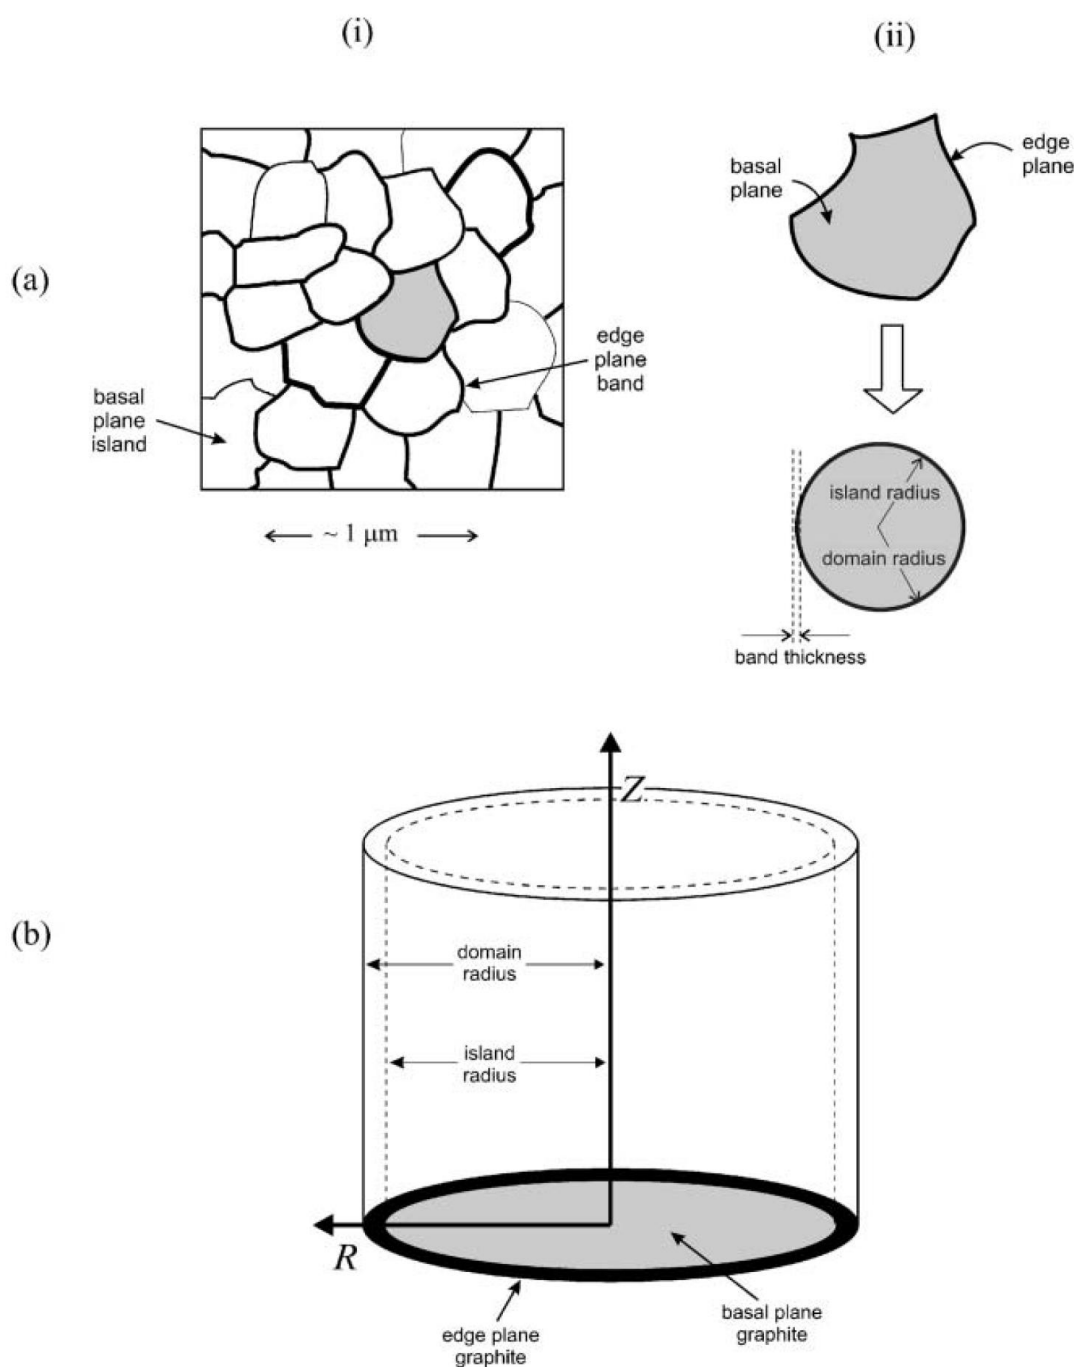 (i)
(ii)
(a)
basal
plane
island
edge
plane
band
~ 1 μm
basal
plane
edge
plane
island radius
domain radius
band thickness
(b)
Z
domain
radius
island
radius
R
edge plane
graphite
basal plane
graphite